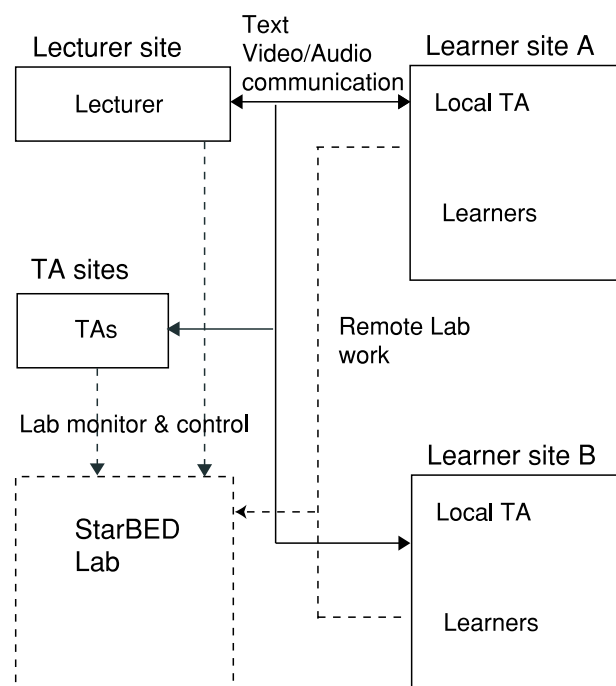 Lecturer site
Lecturer
Text
Video/Audio
communication
Learner site A
Local TA
Learners
TA sites
TAs
Remote Lab
work
Lab monitor & control
StarBED
Lab
Learner site B
Local TA
Learners